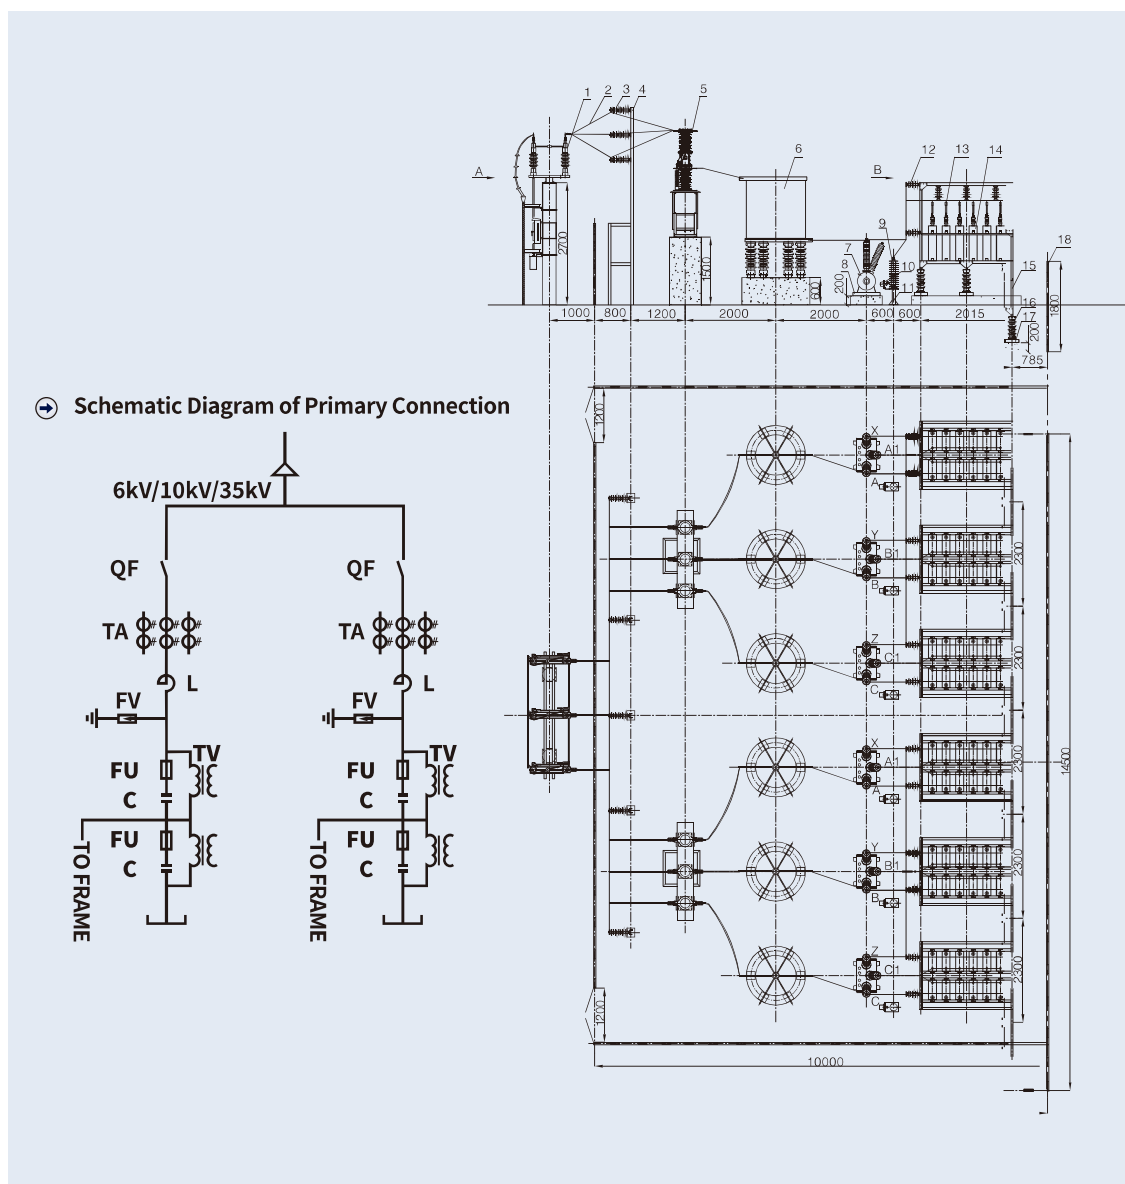 1 2 3 4 5
6
A
B 12 13 14
9
7
8
10
11
18
15
16
17
2700
1500
600
200
1800
200
1000 800 1200 2000 2000 600 600 2015
785
1200
Schematic Diagram of Primary Connection
6kV/10kV/35kV
QF QF
TA # # # # TA # # # #
L L
FV FV
TV TV
FU FU
C C
FU FU
C C
TO FRAME TO FRAME
X
A1
A
Y
B1
B
2300
Z
C1
C
2300
X
A1
A
2300
14500
Y
B1
B
2300
Z
C1
C
2300
1200
10000